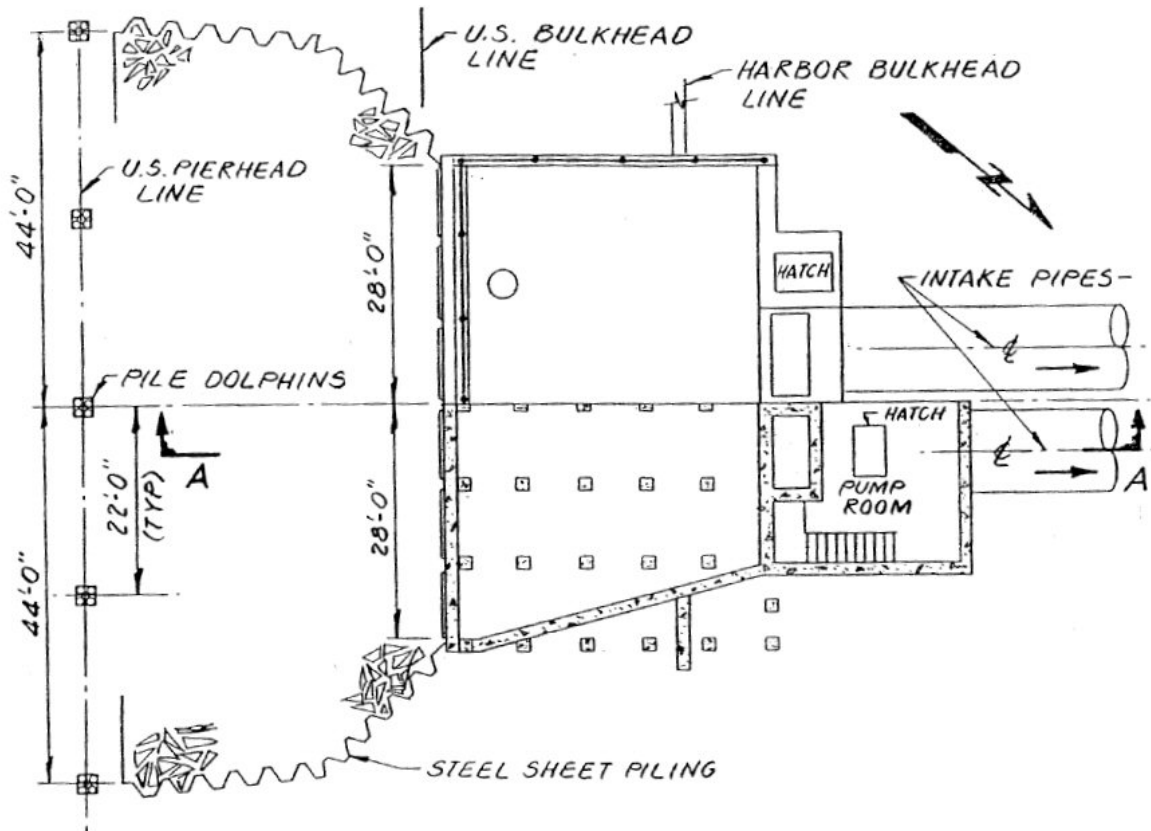 U.S. BULKHEAD
LINE
HARBOR BULKHEAD
LINE
U.S. PIERHEAD
LINE
44'-0"
28'-0"
HATCH
INTAKE PIPES-
℄
PILE DOLPHINS
A
22'-0"
(TYP)
28'-0"
HATCH
℄
PUMP
ROOM
A
44'-0"
STEEL SHEET PILING
N